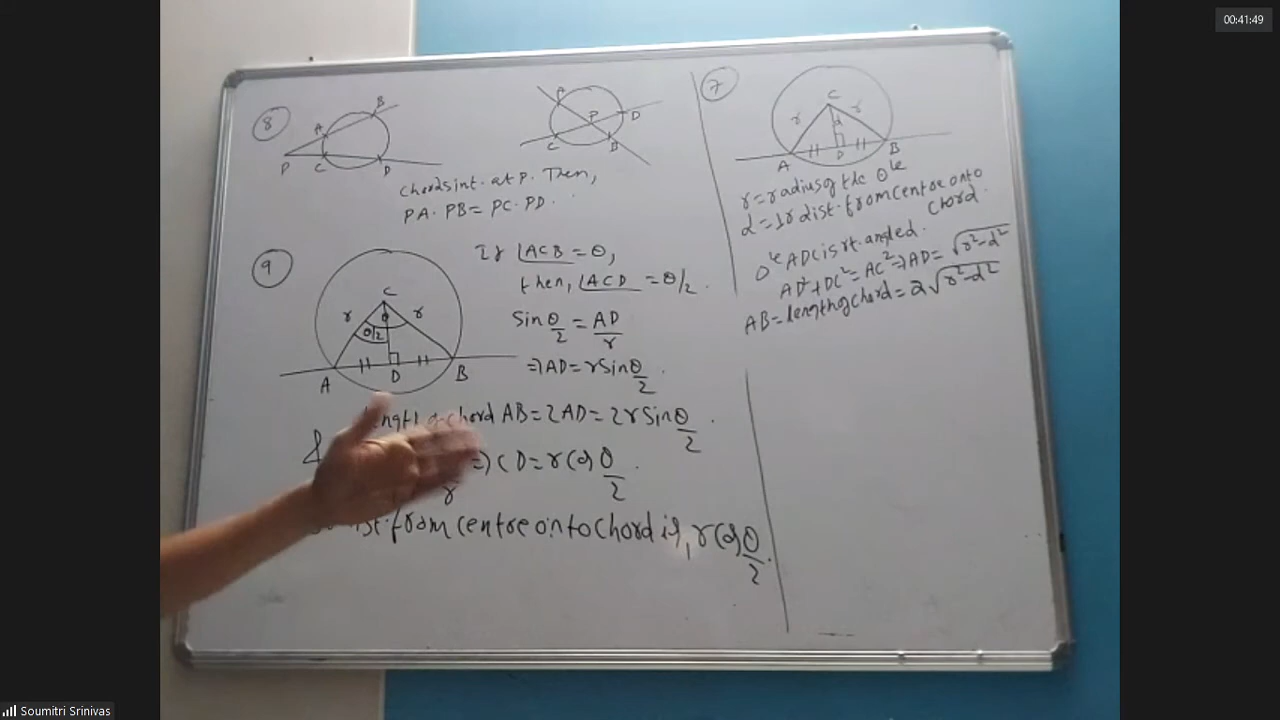 00:41:49
8
A
B
P
C
D
A
P
D
C
B
chords int. at P. Then,
PA. PB = PC. PD.
7
C
r
r
d
A
D
B
r = radius of the
d = dist. from centre onto
chord.
ADC is rt. angled.
AD²+DC² = AC² ⇒ AD = √r²-d²
AB = length of chord = 2√r²-d²
9
C
r
θ
r
θ/2
A
D
B
If ∠ACB = θ,
then, ∠ACD = θ/2.
Sin θ/2 = AD/r
⇒ AD = r Sin θ/2.
chord AB = 2AD = 2r Sin θ/2.
&
⇒ CD = r Cos θ/2.
from centre onto chord is, r Cos θ/2.
Soumitri Srinivas